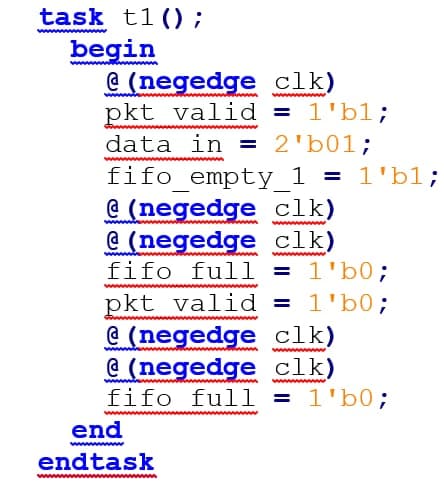 task t1();
begin
@(negedge clk)
pkt_valid = 1'b1;
data_in = 2'b01;
fifo_empty_1 = 1'b1;
@(negedge clk)
@(negedge clk)
fifo_full = 1'b0;
pkt_valid = 1'b0;
@(negedge clk)
@(negedge clk)
fifo_full = 1'b0;
end
endtask